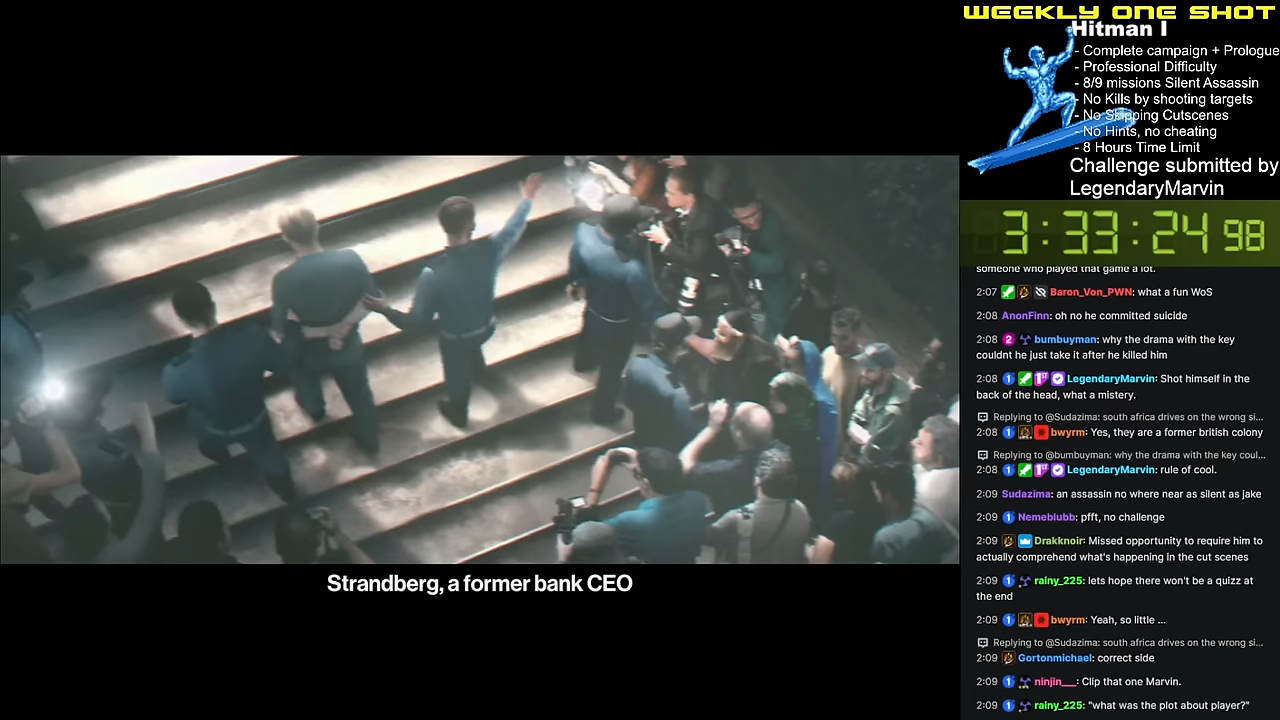 WEEKLY ONE SHOT
Hitman I
- Complete campaign + Prologue
- Professional Difficulty
- 8/9 missions Silent Assassin
- No Kills by shooting targets
- No Skipping Cutscenes
- No Hints, no cheating
- 8 Hours Time Limit
Challenge submitted by
LegendaryMarvin
3:33:24 98
someone who played that game a lot.
2:07 Baron_Von_PWN: what a fun WoS
2:08 AnonFinn: oh no he committed suicide
2:08 2 bumbuyman: why the drama with the key
couldnt he just take it after he killed him
2:08 1 LegendaryMarvin: Shot himself in the
back of the head, what a mistery.
Replying to @Sudazima: south africa drives on the wrong si...
2:08 1 bwyrm: Yes, they are a former british colony
Replying to @bumbuyman: why the drama with the key coul...
2:08 1 LegendaryMarvin: rule of cool.
2:09 Sudazima: an assassin no where near as silent as jake
2:09 1 Nemeblubb: pfft, no challenge
2:09 Drakknoir: Missed opportunity to require him to
actually comprehend what's happening in the cut scenes
2:09 1 rainy_225: lets hope there won't be a quizz at
the end
2:09 1 bwyrm: Yeah, so little ...
Replying to @Sudazima: south africa drives on the wrong si...
2:09 Gortonmichael: correct side
2:09 1 ninjin___: Clip that one Marvin.
2:09 1 rainy_225: "what was the plot about player?"
Strandberg, a former bank CEO